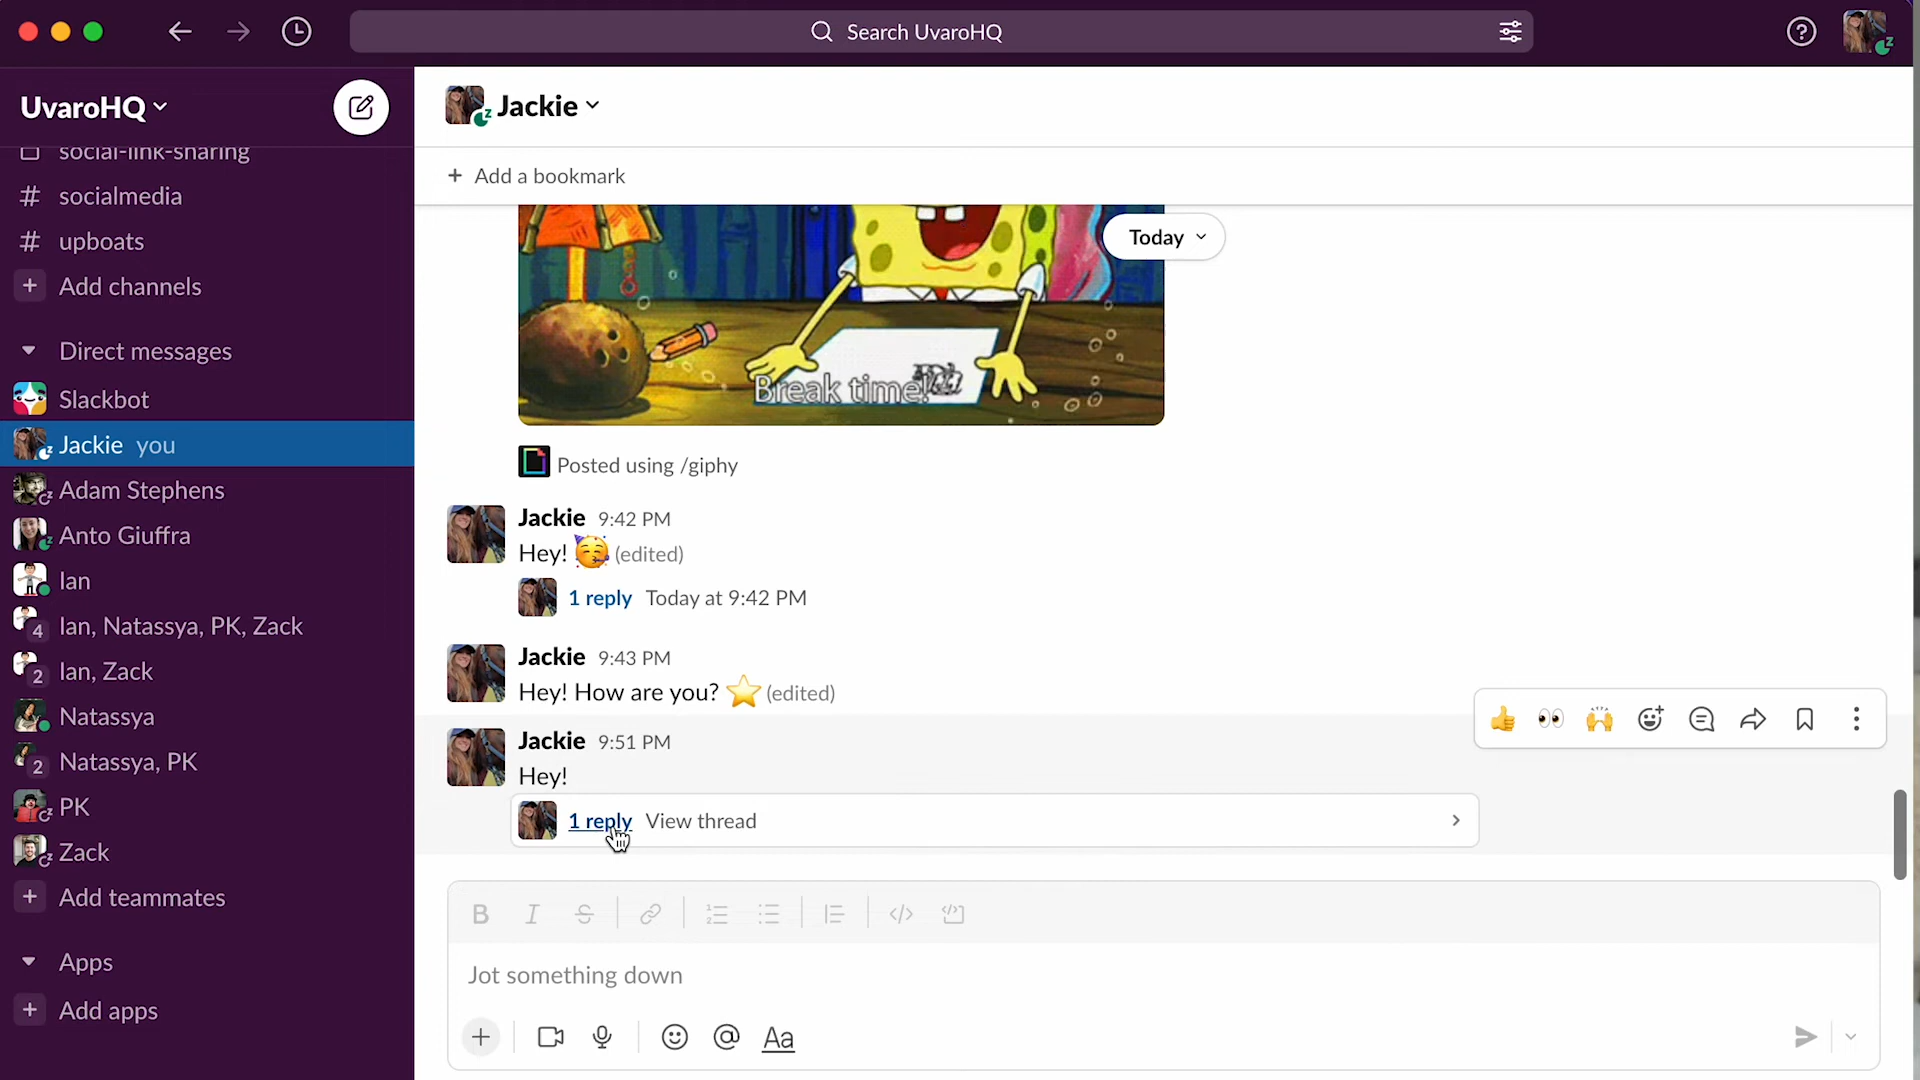 Search UvaroHQ
UvaroHQ
social-link-sharing
# socialmedia
# upboats
+ Add channels
Direct messages
Slackbot
Jackie you
Adam Stephens
Anto Giuffra
Ian
4 Ian, Natassya, PK, Zack
2 Ian, Zack
Natassya
2 Natassya, PK
PK
Zack
+ Add teammates
Apps
+ Add apps
Jackie
+ Add a bookmark
Today
Break time!
Posted using /giphy
Jackie 9:42 PM
Hey! 🥳 (edited)
1 reply Today at 9:42 PM
Jackie 9:43 PM
Hey! How are you? ⭐ (edited)
Jackie 9:51 PM
Hey!
1 reply View thread
B I S
Jot something down
+ @ Aa